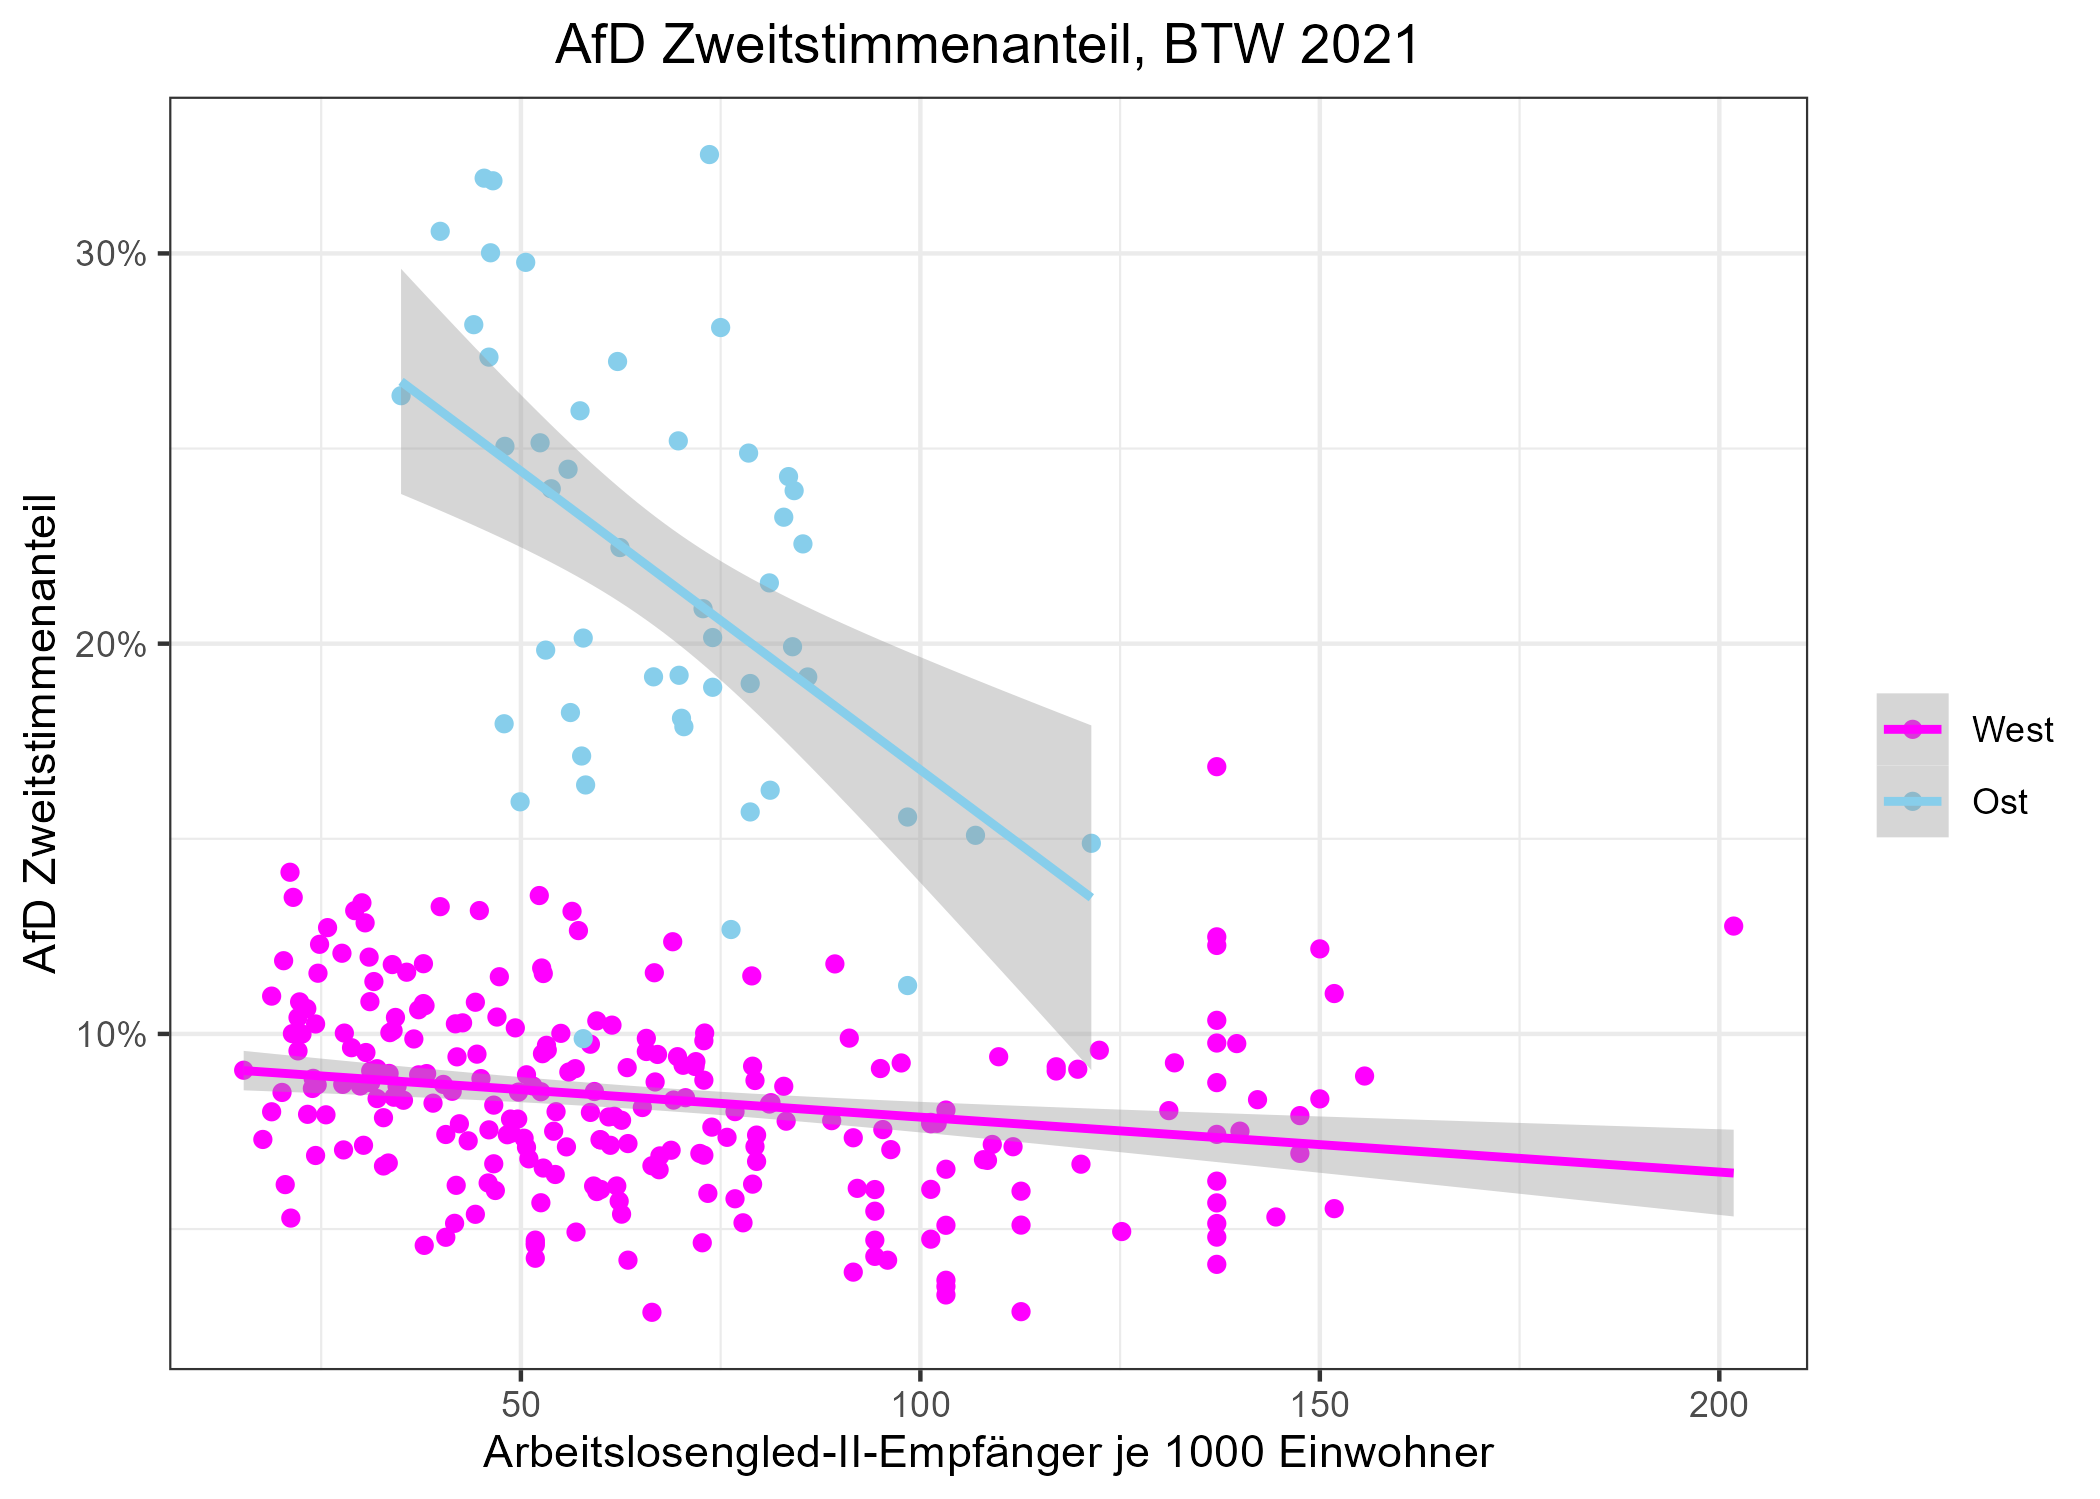 AfD Zweitstimmenanteil, BTW 2021
AfD Zweitstimmenanteil
30%
20%
10%
50
100
150
200
Arbeitslosengled-II-Empfänger je 1000 Einwohner
West
Ost